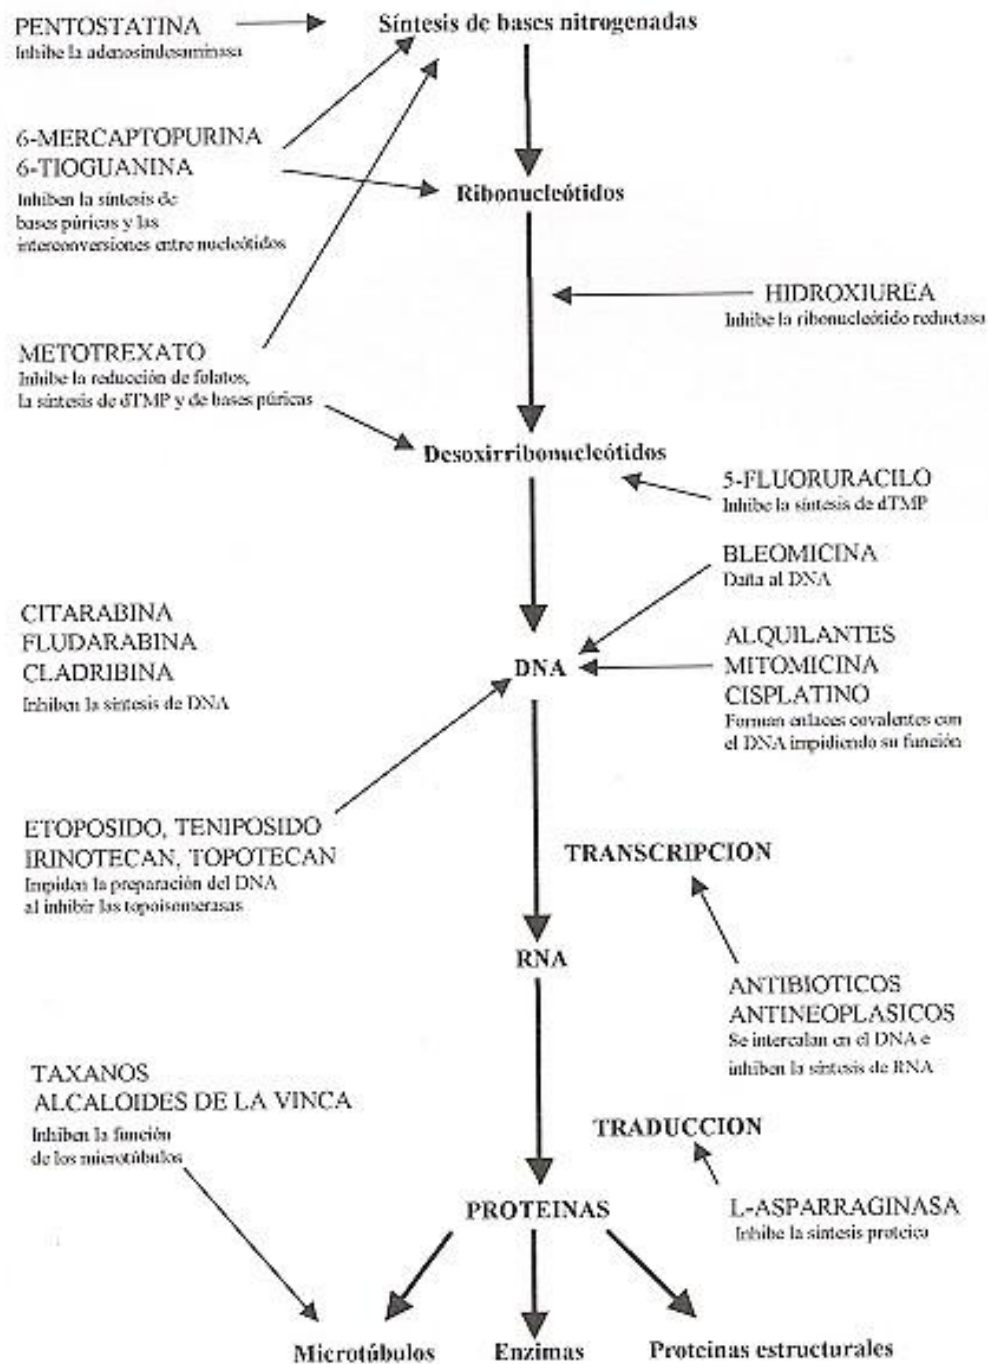 PENTOSTATINA
Inhibe la adenosindesaminasa
Síntesis de bases nitrogenadas
6-MERCAPTOPURINA
6-TIOGUANINA
Inhiben la síntesis de
bases púricas y las
interconversiones entre nucleótidos
Ribonucleótidos
HIDROXIUREA
Inhibe la ribonucleótido reductasa
METOTREXATO
Inhibe la reducción de folatos,
la síntesis de dTMP y de bases púricas
Desoxirribonucleótidos
5-FLUORURACILO
Inhibe la síntesis de dTMP
BLEOMICINA
Daña al DNA
CITARABINA
FLUDARABINA
CLADRIBINA
Inhiben la síntesis de DNA
DNA
ALQUILANTES
MITOMICINA
CISPLATINO
Forman enlaces covalentes con
el DNA impidiendo su función
ETOPOSIDO, TENIPOSIDO
IRINOTECAN, TOPOTECAN
Impiden la preparación del DNA
al inhibir las topoisomerasas
TRANSCRIPCION
RNA
ANTIBIOTICOS
ANTINEOPLASICOS
Se intercalan en el DNA e
inhiben la síntesis de RNA
TAXANOS
ALCALOIDES DE LA VINCA
Inhiben la función
de los microtúbulos
TRADUCCION
PROTEINAS
L-ASPARRAGINASA
Inhibe la síntesis proteica
Microtúbulos
Enzimas
Proteínas estructurales